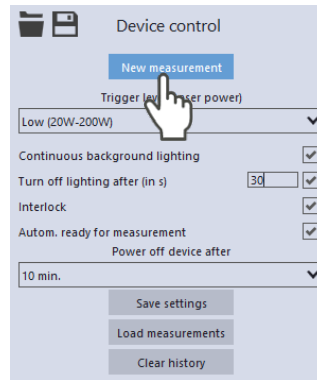 Device control
New measurement
Trigger le er power)
Low (20W-200W)
Continuous background lighting
Turn off lighting after (in s) 30
Interlock
Autom. ready for measurement
Power off device after
10 min.
Save settings
Load measurements
Clear history